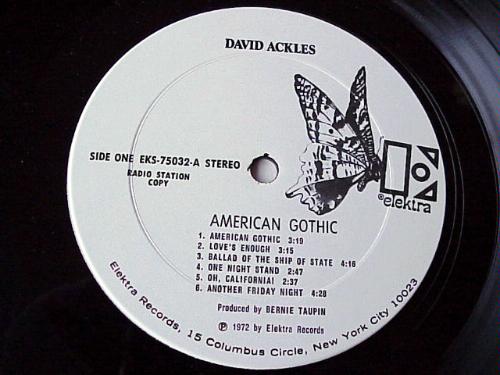 DAVID ACKLES
SIDE ONE EKS-75032-A STEREO
RADIO STATION
COPY
®elektra
AMERICAN GOTHIC
1. AMERICAN GOTHIC 3:19
2. LOVE'S ENOUGH 3:15
3. BALLAD OF THE SHIP OF STATE 4:16
4. ONE NIGHT STAND 2:47
5. OH, CALIFORNIA! 2:37
6. ANOTHER FRIDAY NIGHT 4:28
Produced by BERNIE TAUPIN
℗ 1972 by Elektra Records
Elektra Records, 15 Columbus Circle, New York City 10023